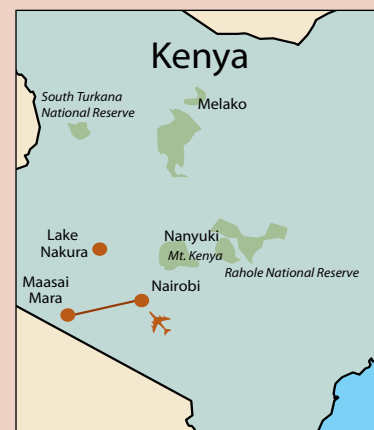 Kenya
South Turkana
National Reserve
Melako
Lake
Nakura
Nanyuki
Mt. Kenya
Rahole National Reserve
Maasai
Mara
Nairobi